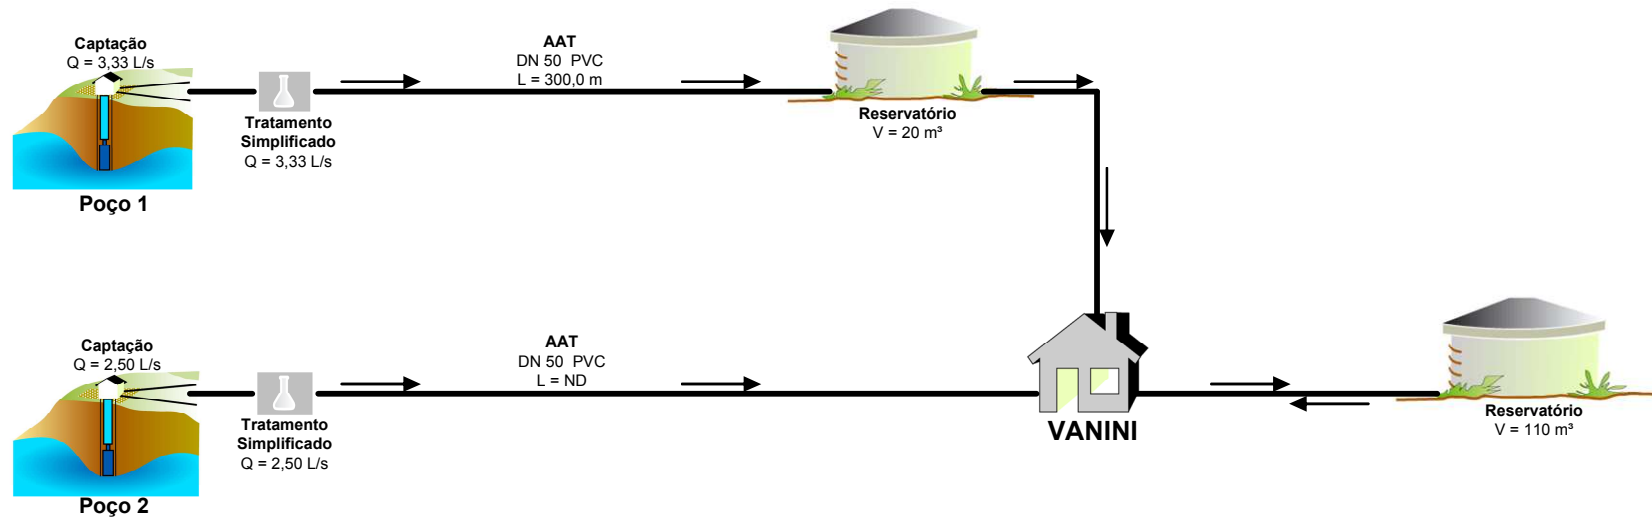 Captação
Q = 3,33 L/s
Tratamento
Simplificado
Q = 3,33 L/s
Poço 1
AAT
DN 50 PVC
L = 300,0 m
Reservatório
V = 20 m³
Captação
Q = 2,50 L/s
Tratamento
Simplificado
Q = 2,50 L/s
Poço 2
AAT
DN 50 PVC
L = ND
VANINI
Reservatório
V = 110 m³